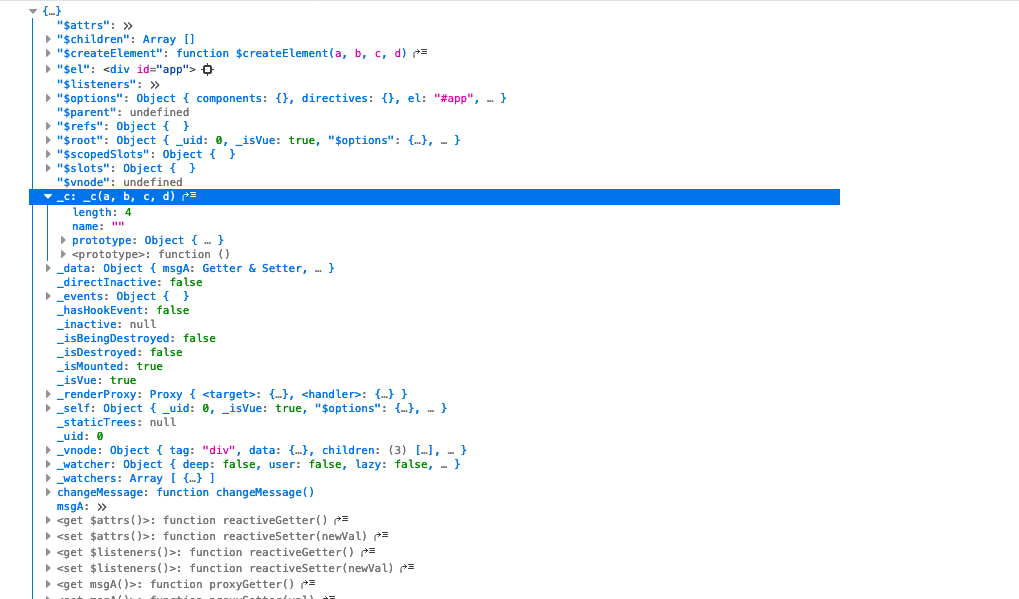 {…}
"$attrs": >>
"$children": Array []
"$createElement": function $createElement(a, b, c, d)
"$el": <div id="app">
"$listeners": >>
"$options": Object { components: {}, directives: {}, el: "#app", … }
"$parent": undefined
"$refs": Object { }
"$root": Object { _uid: 0, _isVue: true, "$options": {…}, … }
"$scopedSlots": Object { }
"$slots": Object { }
"$vnode": undefined
_c: _c(a, b, c, d)
length: 4
name: ""
prototype: Object { … }
<prototype>: function ()
_data: Object { msgA: Getter & Setter, … }
_directInactive: false
_events: Object { }
_hasHookEvent: false
_inactive: null
_isBeingDestroyed: false
_isDestroyed: false
_isMounted: true
_isVue: true
_renderProxy: Proxy { <target>: {…}, <handler>: {…} }
_self: Object { _uid: 0, _isVue: true, "$options": {…}, … }
_staticTrees: null
_uid: 0
_vnode: Object { tag: "div", data: {…}, children: (3) […], … }
_watcher: Object { deep: false, user: false, lazy: false, … }
_watchers: Array [ {…} ]
changeMessage: function changeMessage()
msgA: >>
<get $attrs()>: function reactiveGetter()
<set $attrs()>: function reactiveSetter(newVal)
<get $listeners()>: function reactiveGetter()
<set $listeners()>: function reactiveSetter(newVal)
<get msgA()>: function proxyGetter()